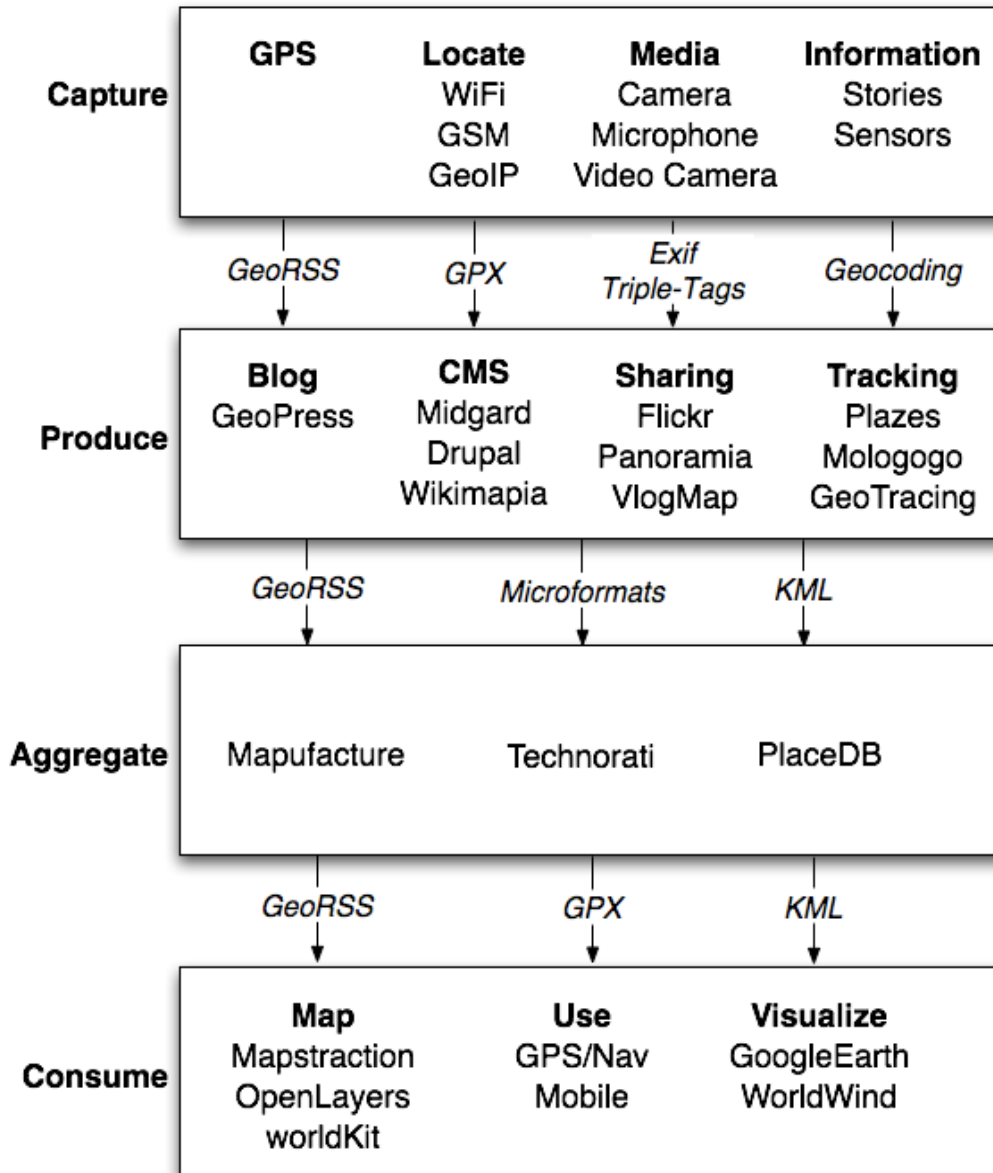 Capture
GPS
Locate
WiFi
GSM
GeoIP
Media
Camera
Microphone
Video Camera
Information
Stories
Sensors
GeoRSS
GPX
Exif
Triple-Tags
Geocoding
Produce
Blog
GeoPress
CMS
Midgard
Drupal
Wikimapia
Sharing
Flickr
Panoramia
VlogMap
Tracking
Plazes
Mologogo
GeoTracing
GeoRSS
Microformats
KML
Aggregate
Mapufacture
Technorati
PlaceDB
GeoRSS
GPX
KML
Consume
Map
Mapstraction
OpenLayers
worldKit
Use
GPS/Nav
Mobile
Visualize
GoogleEarth
WorldWind